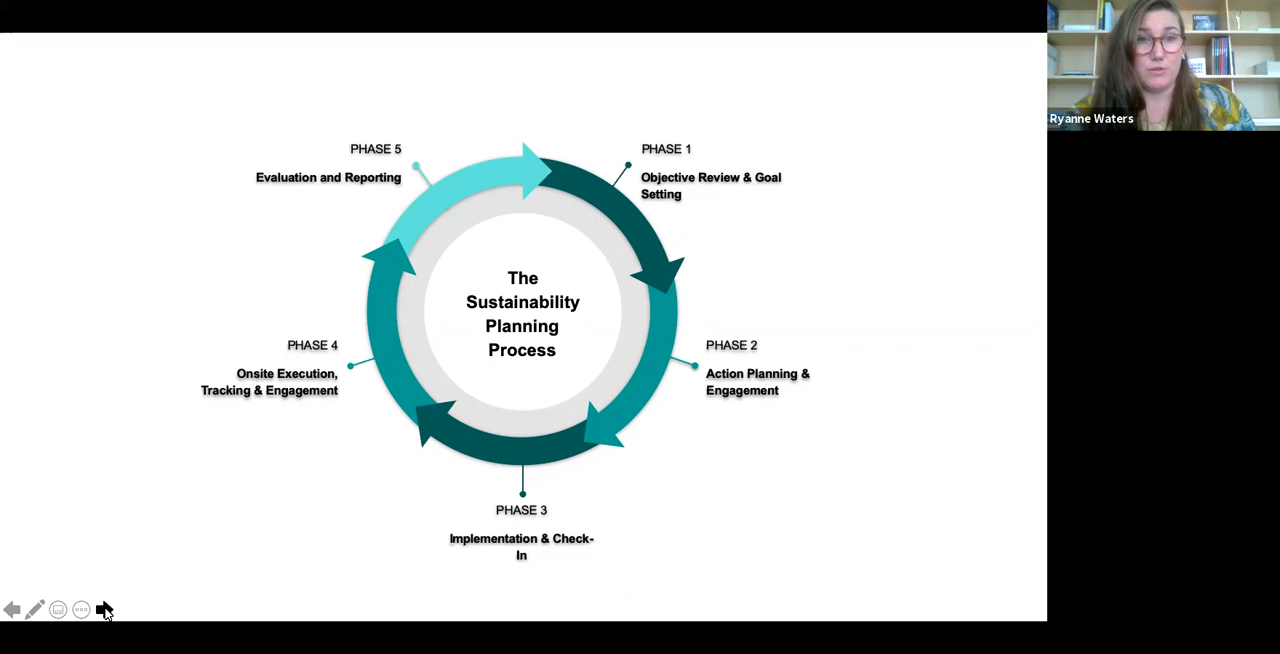 PHASE 5
Evaluation and Reporting
PHASE 1
Objective Review & Goal
Setting
The
Sustainability
Planning
Process
PHASE 4
Onsite Execution,
Tracking & Engagement
PHASE 2
Action Planning &
Engagement
PHASE 3
Implementation & Check-
In
Ryanne Waters